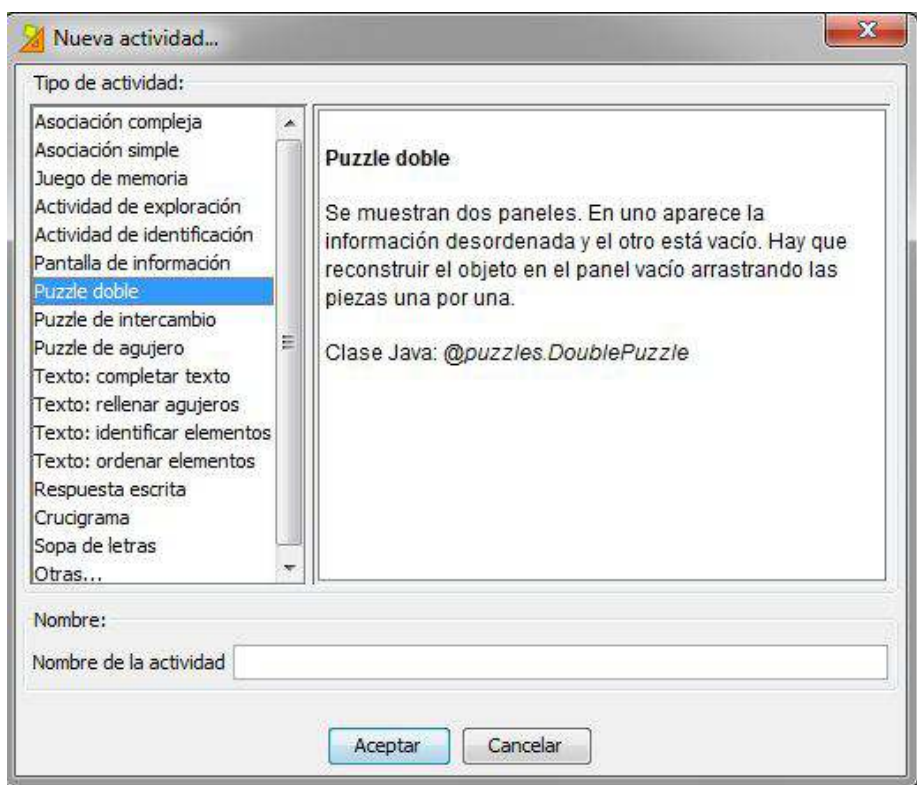 Nueva actividad...
Tipo de actividad:
Asociación compleja
Asociación simple
Juego de memoria
Actividad de exploración
Actividad de identificación
Pantalla de información
Puzzle doble
Puzzle de intercambio
Puzzle de agujero
Texto: completar texto
Texto: rellenar agujeros
Texto: identificar elementos
Texto: ordenar elementos
Respuesta escrita
Crucigrama
Sopa de letras
Otras...
Puzzle doble
Se muestran dos paneles. En uno aparece la
información desordenada y el otro está vacío. Hay que
reconstruir el objeto en el panel vacío arrastrando las
piezas una por una.
Clase Java: @puzzles.DoublePuzzle
Nombre:
Nombre de la actividad
Aceptar
Cancelar